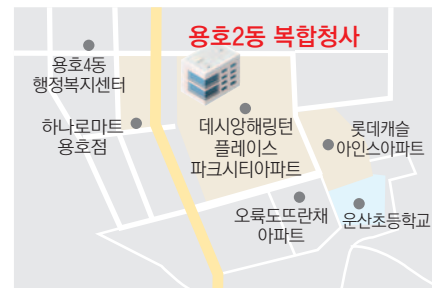 용호2동 복합청사
용호4동
행정복지센터
하나로마트
용호점
데시앙해링턴
플레이스
파크시티아파트
롯데캐슬
아인스아파트
오륙도뜨란채
아파트
운산초등학교